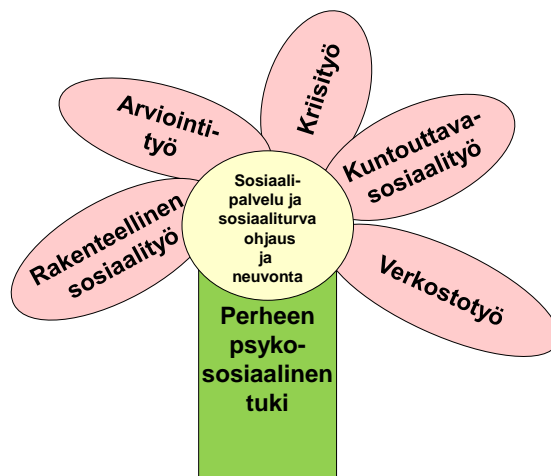 Kriisityö
Arviointi-
työ
Kuntouttava-
sosiaalityö
Rakenteellinen
sosiaalityö
Sosiaali-
palvelu ja
sosiaaliturva
ohjaus
ja
neuvonta
Verkostotyö
Perheen
psyko-
sosiaalinen
tuki